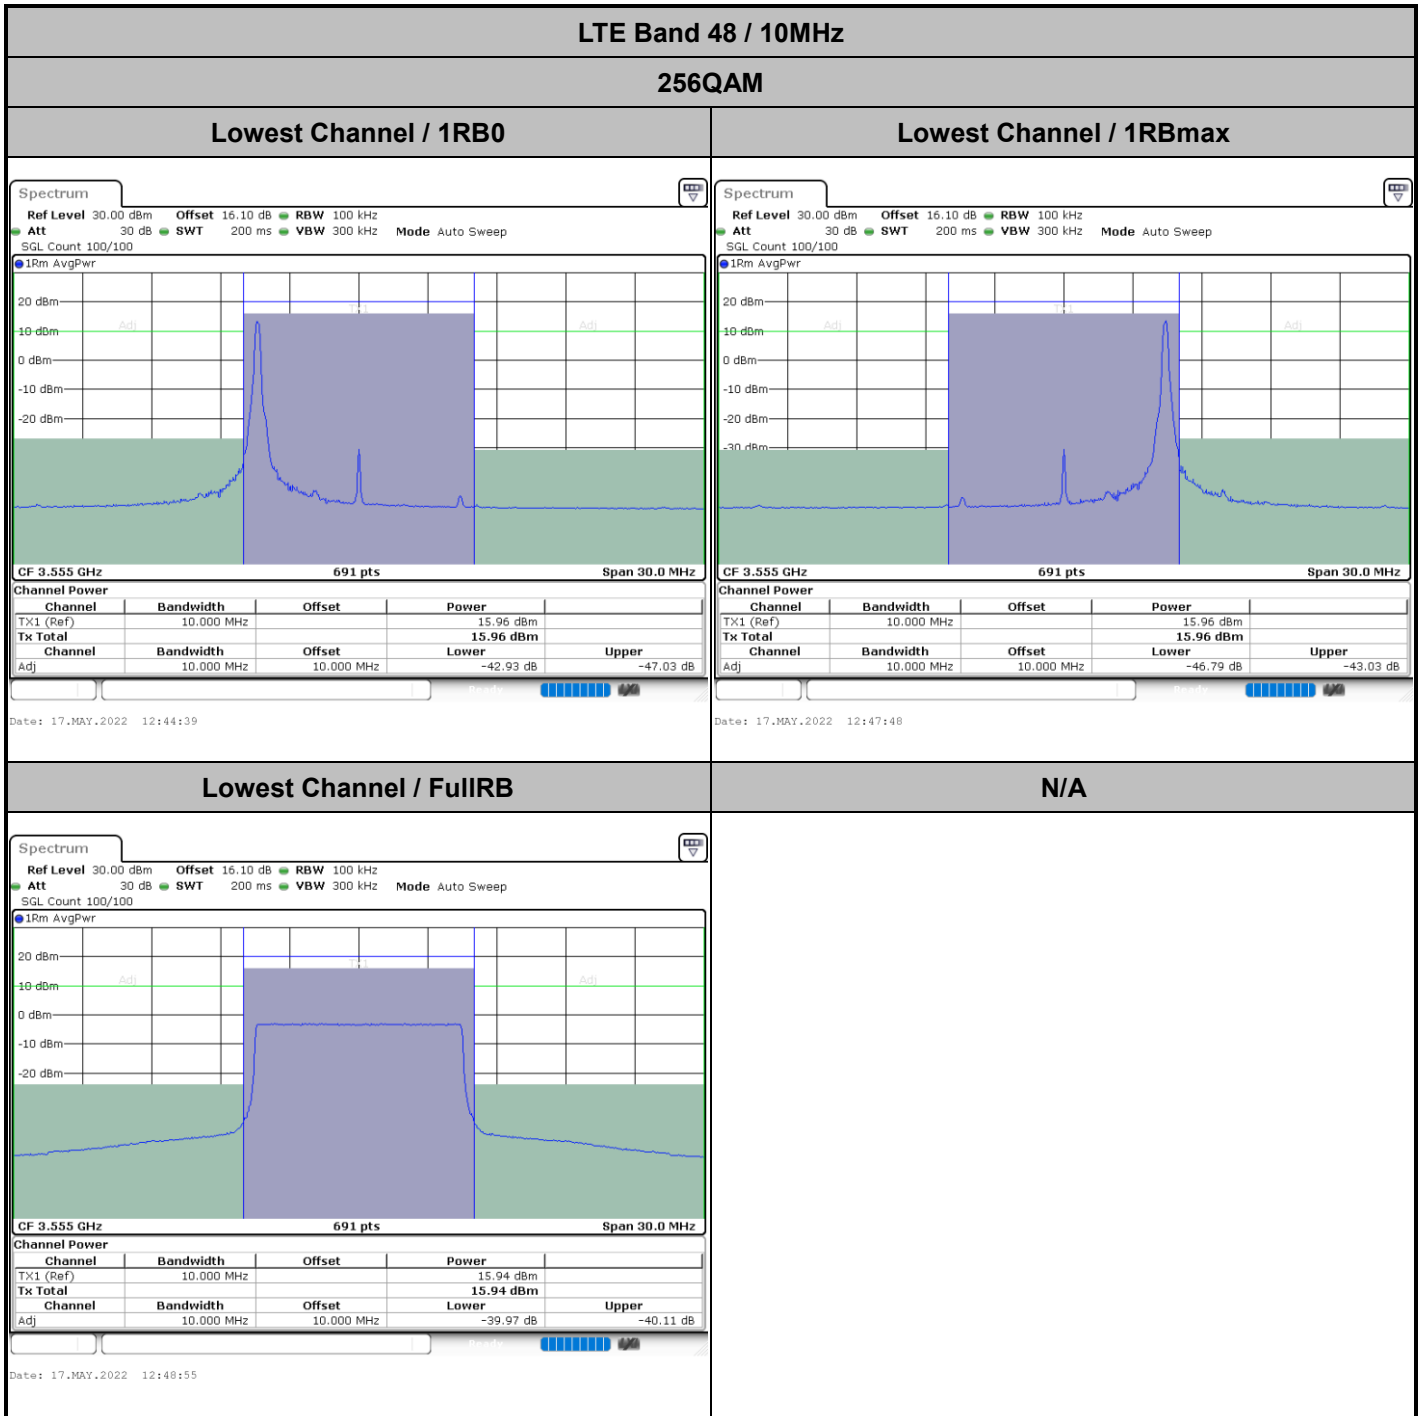 LTE Band 48 / 10MHz
256QAM
Lowest Channel / 1RB0
Lowest Channel / 1RBmax
Spectrum
Ref Level 30.00 dBm Offset 16.10 dB RBW 100 kHz
Att 30 dB SWT 200 ms VBW 300 kHz Mode Auto Sweep
SGL Count 100/100
1Rm AvgPwr
TX1
20 dBm
Adj
Adj
10 dBm
0 dBm
-10 dBm
-20 dBm
CF 3.555 GHz 691 pts Span 30.0 MHz
Channel Power
Channel Bandwidth Offset Power
TX1 (Ref) 10.000 MHz 15.96 dBm
Tx Total 15.96 dBm
Channel Bandwidth Offset Lower Upper
Adj 10.000 MHz 10.000 MHz -42.93 dB -47.03 dB
Ready
Date: 17.MAY.2022 12:44:39
Spectrum
Ref Level 30.00 dBm Offset 16.10 dB RBW 100 kHz
Att 30 dB SWT 200 ms VBW 300 kHz Mode Auto Sweep
SGL Count 100/100
1Rm AvgPwr
20 dBm
TX1
Adj
Adj
10 dBm
0 dBm
-10 dBm
-20 dBm
-30 dBm
CF 3.555 GHz 691 pts Span 30.0 MHz
Channel Power
Channel Bandwidth Offset Power
TX1 (Ref) 10.000 MHz 15.96 dBm
Tx Total 15.96 dBm
Channel Bandwidth Offset Lower Upper
Adj 10.000 MHz 10.000 MHz -46.79 dB -43.03 dB
Ready
Date: 17.MAY.2022 12:47:48
Lowest Channel / FullRB
N/A
Spectrum
Ref Level 30.00 dBm Offset 16.10 dB RBW 100 kHz
Att 30 dB SWT 200 ms VBW 300 kHz Mode Auto Sweep
SGL Count 100/100
1Rm AvgPwr
20 dBm
TX1
Adj
Adj
10 dBm
0 dBm
-10 dBm
-20 dBm
CF 3.555 GHz 691 pts Span 30.0 MHz
Channel Power
Channel Bandwidth Offset Power
TX1 (Ref) 10.000 MHz 15.94 dBm
Tx Total 15.94 dBm
Channel Bandwidth Offset Lower Upper
Adj 10.000 MHz 10.000 MHz -39.97 dB -40.11 dB
Ready
Date: 17.MAY.2022 12:48:55